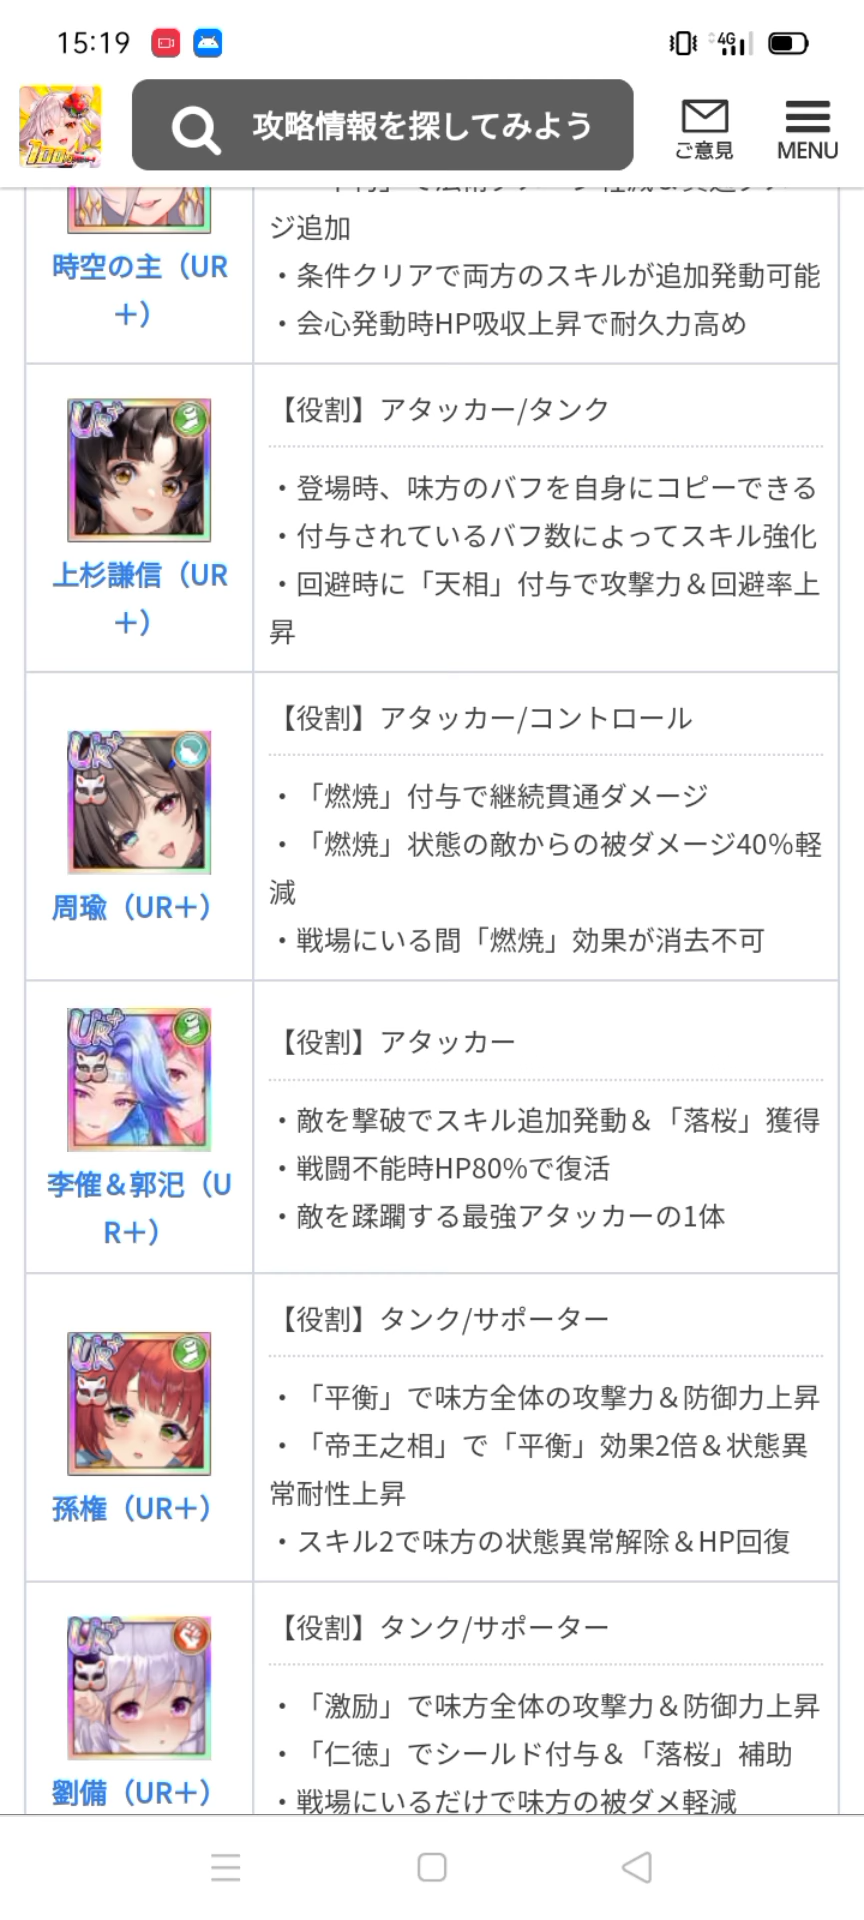 15:19
4G
攻略情報を探してみよう
ご意見
MENU
ジ追加
時空の主（UR
＋）
・条件クリアで両方のスキルが追加発動可能
・会心発動時HP吸収上昇で耐久力高め
UR+
上杉謙信（UR
＋）
【役割】アタッカー/タンク
・登場時、味方のバフを自身にコピーできる
・付与されているバフ数によってスキル強化
・回避時に「天相」付与で攻撃力＆回避率上
昇
UR+
周瑜（UR＋）
【役割】アタッカー/コントロール
・「燃焼」付与で継続貫通ダメージ
・「燃焼」状態の敵からの被ダメージ40%軽
減
・戦場にいる間「燃焼」効果が消去不可
UR+
李傕＆郭汜（U
R＋）
【役割】アタッカー
・敵を撃破でスキル追加発動＆「落桜」獲得
・戦闘不能時HP80%で復活
・敵を蹂躙する最強アタッカーの1体
UR+
孫権（UR＋）
【役割】タンク/サポーター
・「平衡」で味方全体の攻撃力＆防御力上昇
・「帝王之相」で「平衡」効果2倍＆状態異
常耐性上昇
・スキル2で味方の状態異常解除＆HP回復
UR+
劉備（UR＋）
【役割】タンク/サポーター
・「激励」で味方全体の攻撃力＆防御力上昇
・「仁徳」でシールド付与＆「落桜」補助
・戦場にいるだけで味方の被ダメ軽減